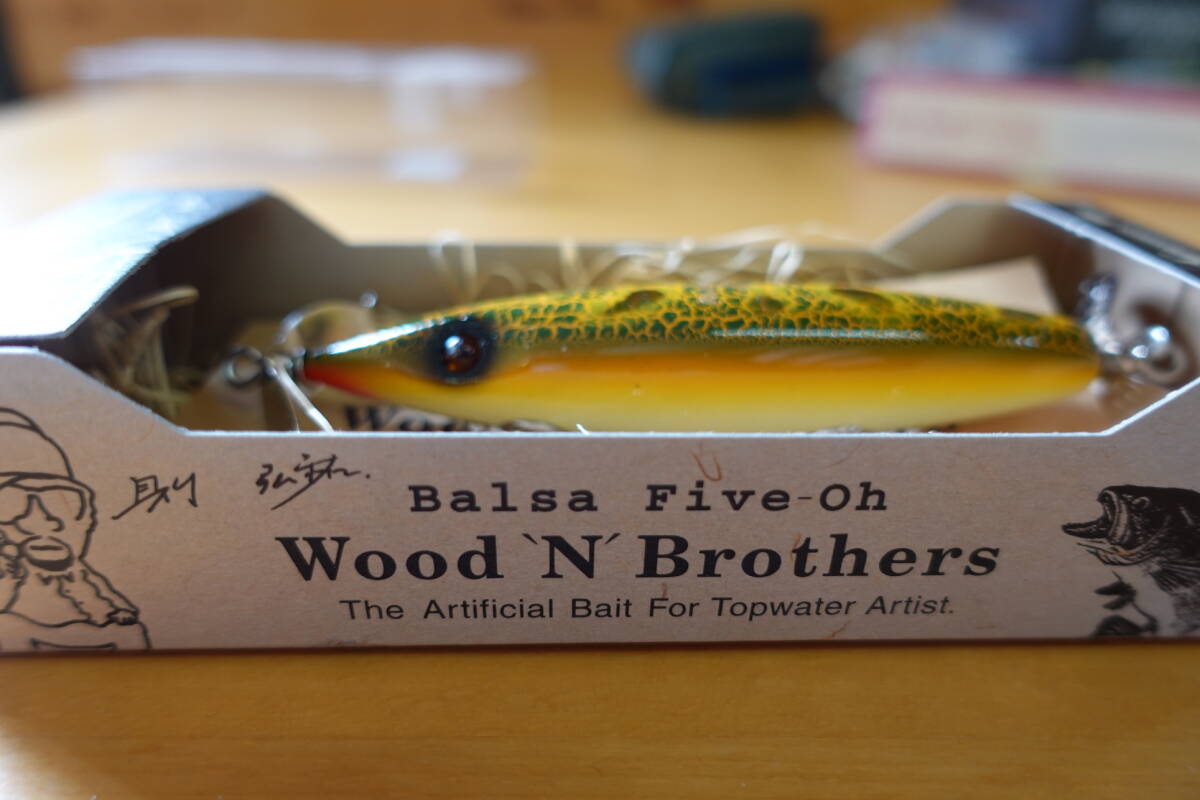 Balsa Five-Oh
Wood `N´ Brothers
The Artificial Bait For Topwater Artist.